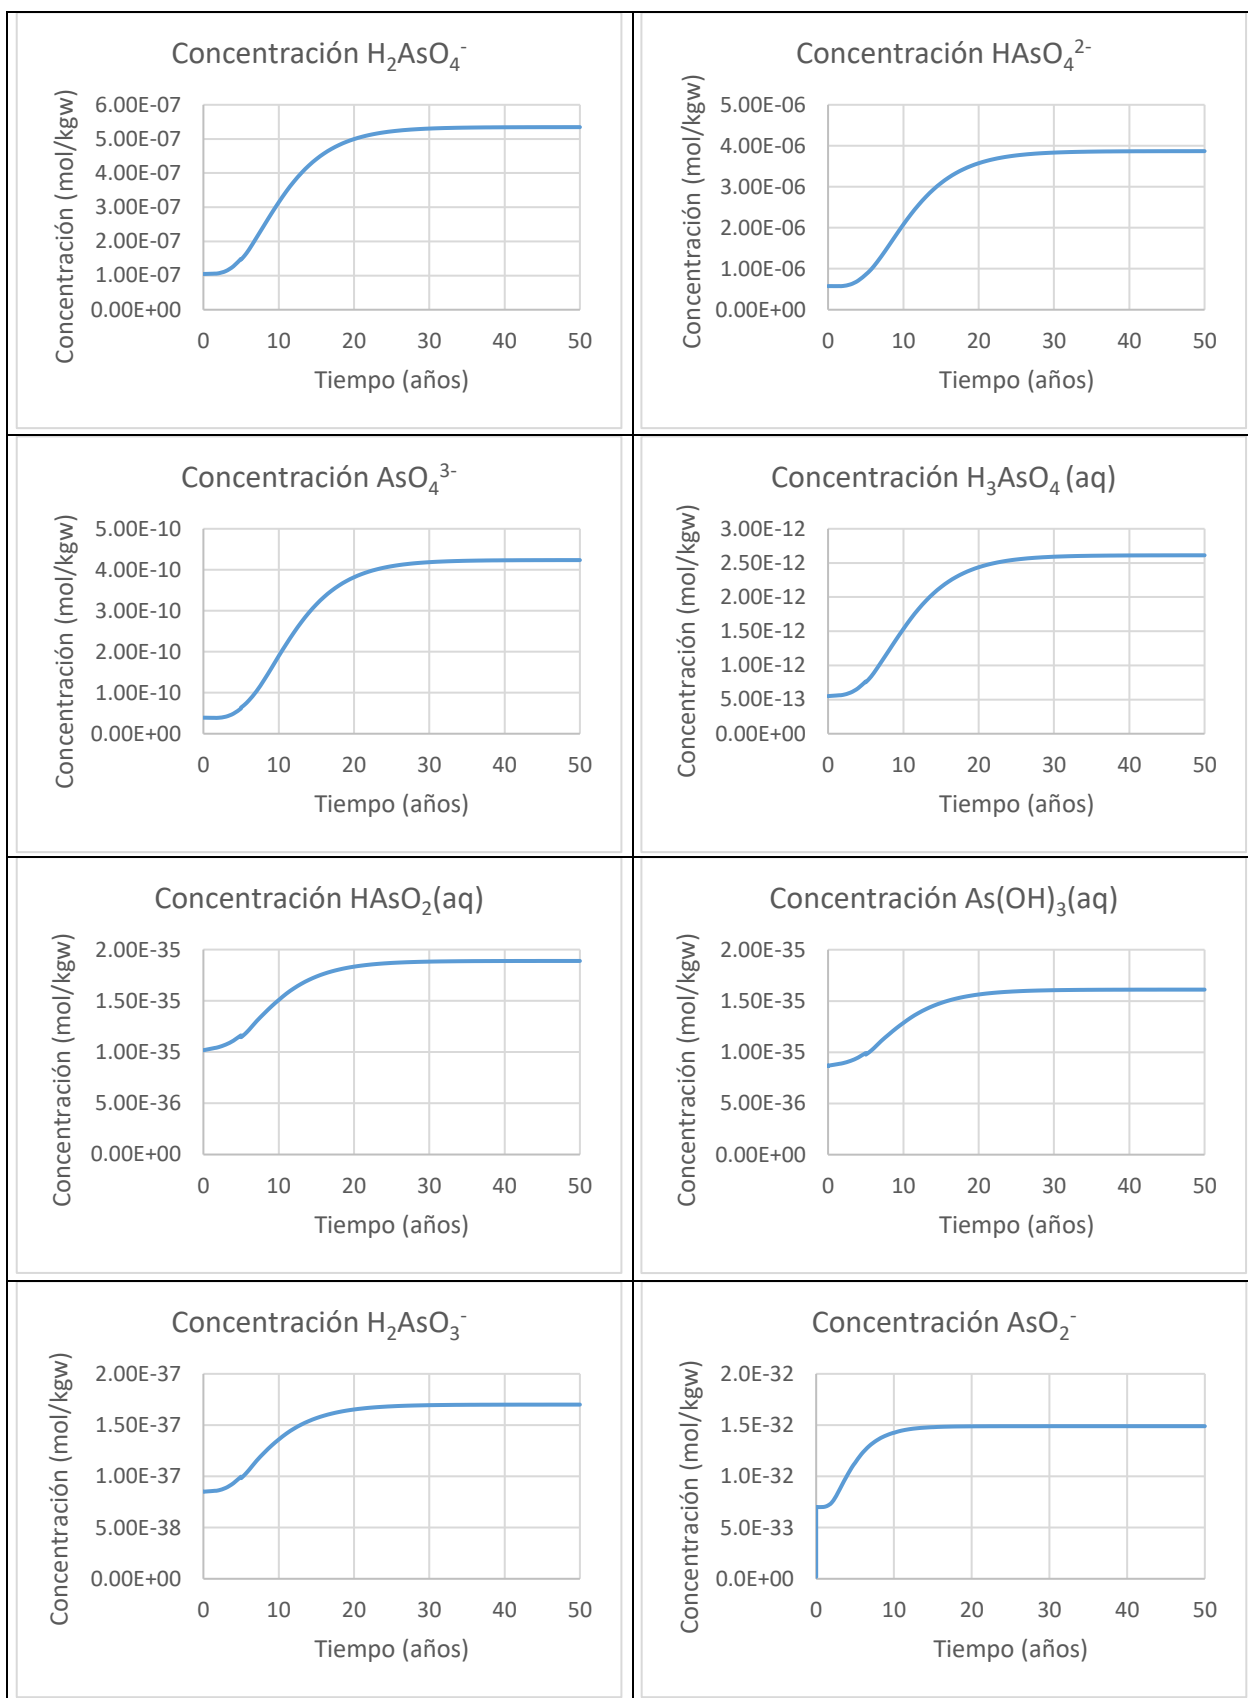 Concentración H₂AsO₄⁻
Concentración (mol/kgw)
6.00E-07
5.00E-07
4.00E-07
3.00E-07
2.00E-07
1.00E-07
0.00E+00
0 10 20 30 40 50
Tiempo (años)
Concentración HAsO₄²⁻
Concentración (mol/kgw)
5.00E-06
4.00E-06
3.00E-06
2.00E-06
1.00E-06
0.00E+00
0 10 20 30 40 50
Tiempo (años)
Concentración AsO₄³⁻
Concentración (mol/kgw)
5.00E-10
4.00E-10
3.00E-10
2.00E-10
1.00E-10
0.00E+00
0 10 20 30 40 50
Tiempo (años)
Concentración H₃AsO₄ (aq)
Concentración (mol/kgw)
3.00E-12
2.50E-12
2.00E-12
1.50E-12
1.00E-12
5.00E-13
0.00E+00
0 10 20 30 40 50
Tiempo (años)
Concentración HAsO₂(aq)
Concentración (mol/kgw)
2.00E-35
1.50E-35
1.00E-35
5.00E-36
0.00E+00
0 10 20 30 40 50
Tiempo (años)
Concentración As(OH)₃(aq)
Concentración (mol/kgw)
2.00E-35
1.50E-35
1.00E-35
5.00E-36
0.00E+00
0 10 20 30 40 50
Tiempo (años)
Concentración H₂AsO₃⁻
Concentración (mol/kgw)
2.00E-37
1.50E-37
1.00E-37
5.00E-38
0.00E+00
0 10 20 30 40 50
Tiempo (años)
Concentración AsO₂⁻
Concentración (mol/kgw)
2.0E-32
1.5E-32
1.0E-32
5.0E-33
0.0E+00
0 10 20 30 40 50
Tiempo (años)